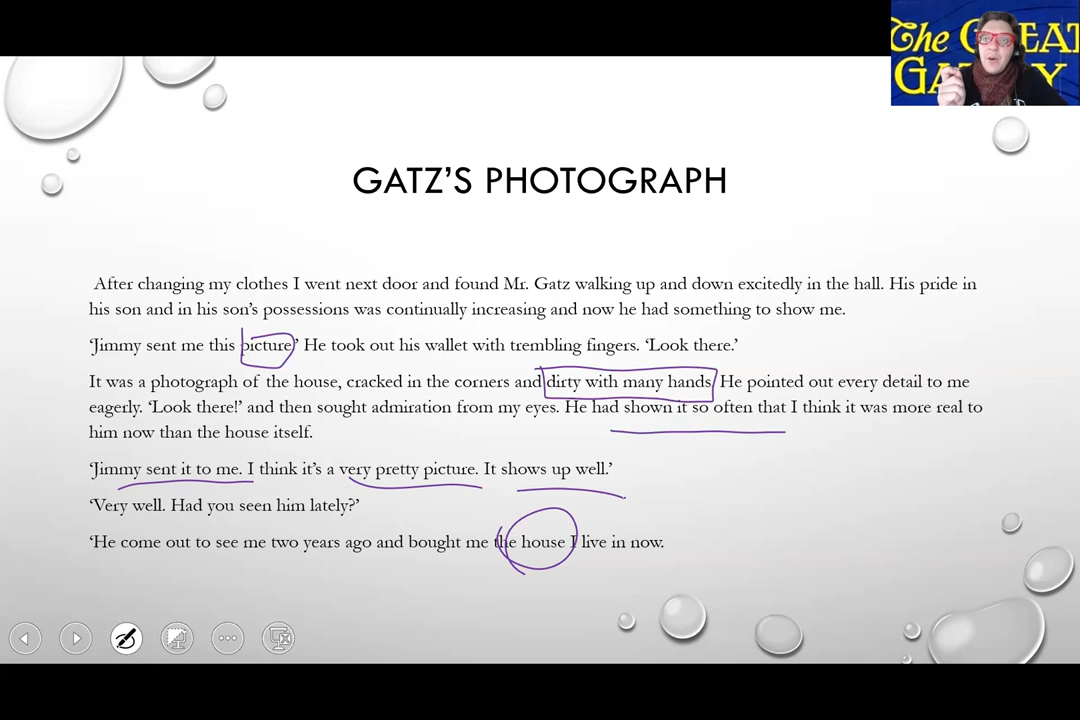 The GREAT
GATSBY
GATZ'S PHOTOGRAPH
After changing my clothes I went next door and found Mr. Gatz walking up and down excitedly in the hall. His pride in
his son and in his son's possessions was continually increasing and now he had something to show me.
'Jimmy sent me this picture.' He took out his wallet with trembling fingers. 'Look there.'
It was a photograph of the house, cracked in the corners and dirty with many hands. He pointed out every detail to me
eagerly. 'Look there!' and then sought admiration from my eyes. He had shown it so often that I think it was more real to
him now than the house itself.
'Jimmy sent it to me. I think it's a very pretty picture. It shows up well.'
'Very well. Had you seen him lately?'
'He come out to see me two years ago and bought me the house I live in now.